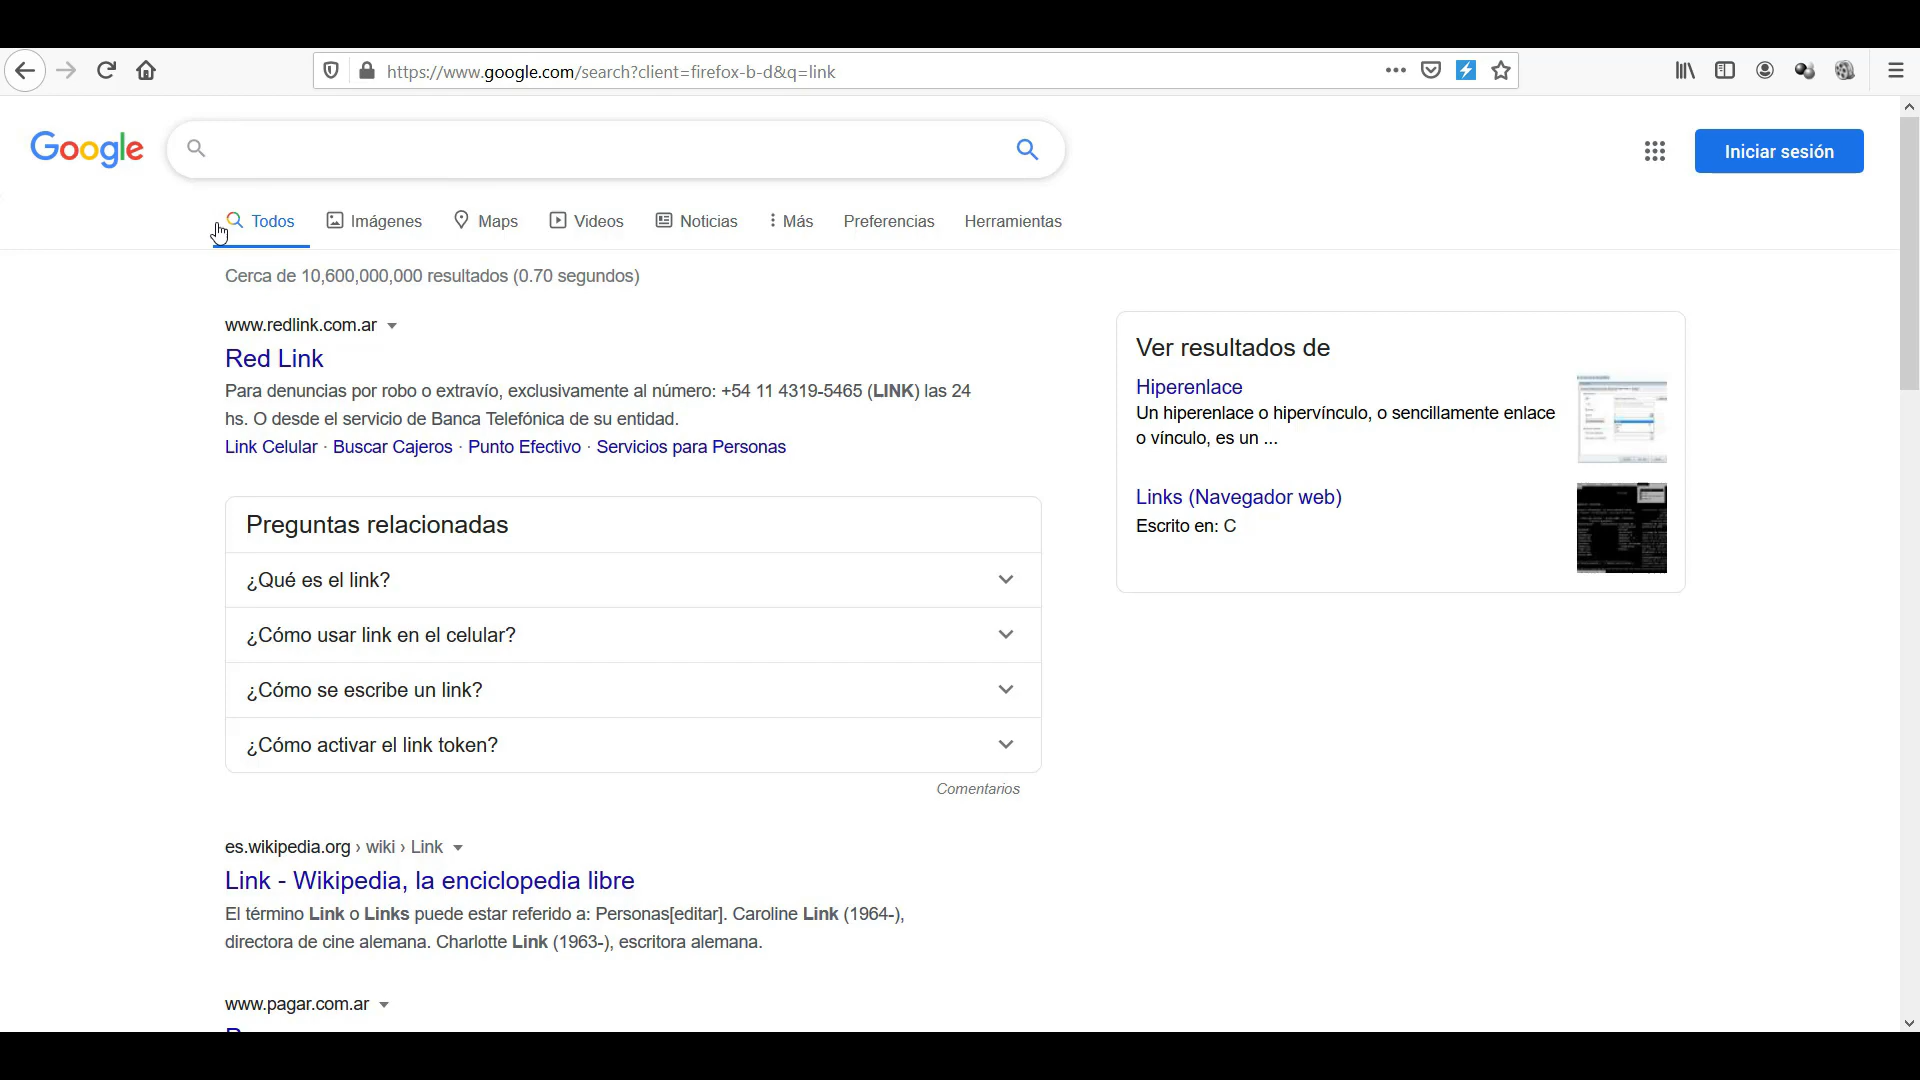 https://www.google.com/search?client=firefox-b-d&q=link
Google
Iniciar sesión
Todos Imágenes Maps Videos Noticias Más Preferencias Herramientas
Cerca de 10,600,000,000 resultados (0.70 segundos)
www.redlink.com.ar
Red Link
Para denuncias por robo o extravío, exclusivamente al número: +54 11 4319-5465 (LINK) las 24
hs. O desde el servicio de Banca Telefónica de su entidad.
Link Celular · Buscar Cajeros · Punto Efectivo · Servicios para Personas
Preguntas relacionadas
¿Qué es el link?
¿Cómo usar link en el celular?
¿Cómo se escribe un link?
¿Cómo activar el link token?
Comentarios
es.wikipedia.org › wiki › Link
Link - Wikipedia, la enciclopedia libre
El término Link o Links puede estar referido a: Personas[editar]. Caroline Link (1964-),
directora de cine alemana. Charlotte Link (1963-), escritora alemana.
www.pagar.com.ar
Ver resultados de
Hiperenlace
Un hiperenlace o hipervínculo, o sencillamente enlace
o vínculo, es un ...
Links (Navegador web)
Escrito en: C